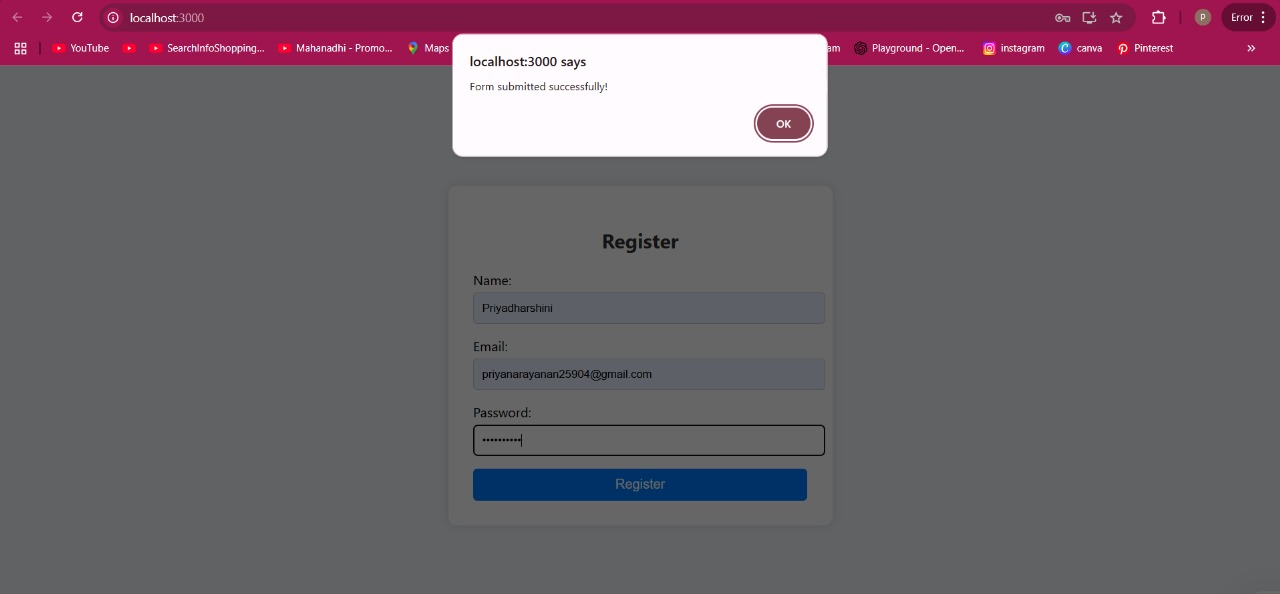 localhost:3000
P
Error
YouTube
SearchInfoShopping...
Mahanadhi - Promo...
Maps
am
Playground - Open...
instagram
canva
Pinterest
localhost:3000 says
Form submitted successfully!
OK
Register
Name:
Priyadharshini
Email:
priyanarayanan25904@gmail.com
Password:
••••••••••
Register